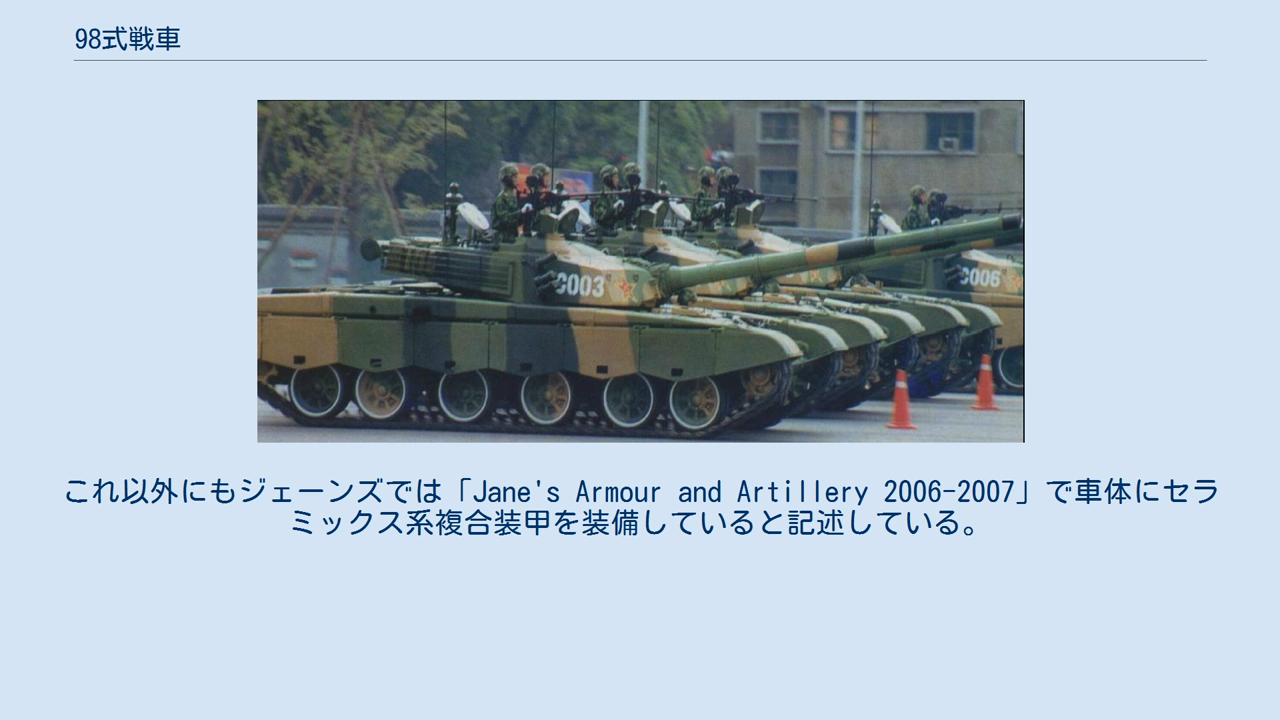 98式戦車
C003
C006
これ以外にもジェーンズでは「Jane's Armour and Artillery 2006-2007」で車体にセラ
ミックス系複合装甲を装備していると記述している。